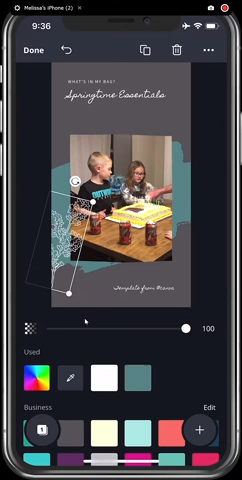 Melissa's iPhone (2)
9:36
Done
WHAT'S IN MY BAG?
Springtime Essentials
Template from @canva
100
Used
Business
Edit
1